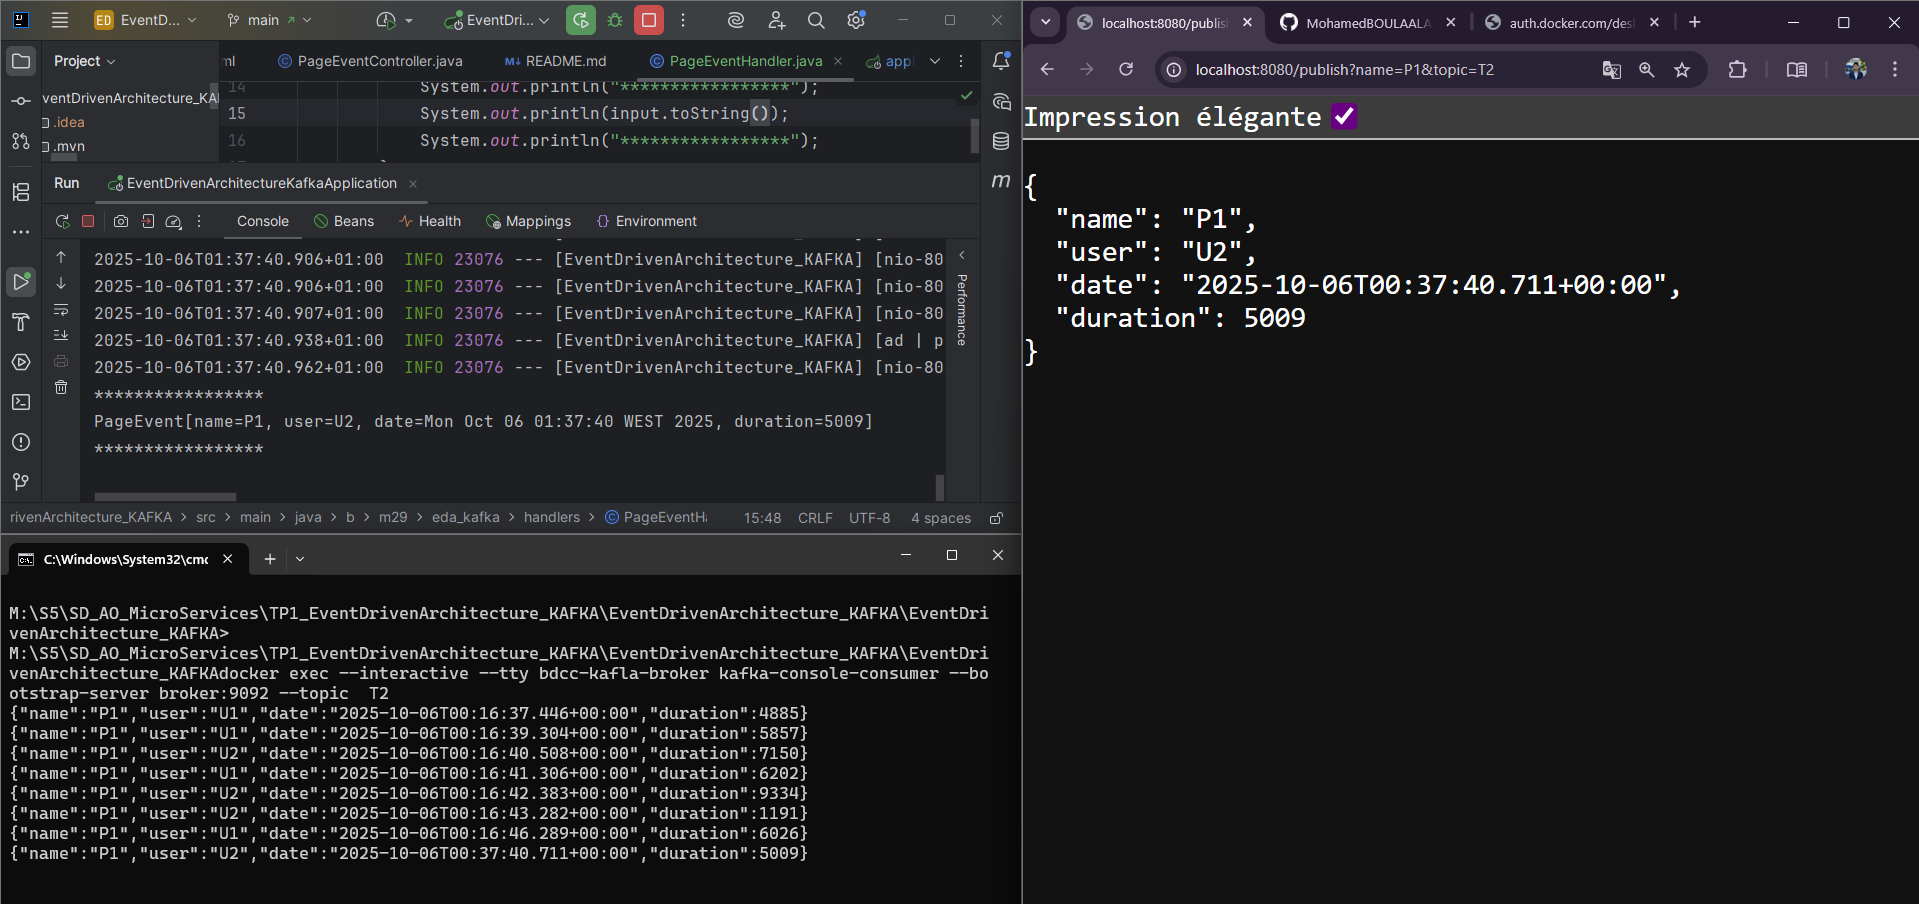 ED EventD... main EventDri...
Project
ml PageEventController.java README.md PageEventHandler.java app
ventDrivenArchitecture_KA
.idea
.mvn
14 System.out.println("*****************");
15 System.out.println(input.toString());
16 System.out.println("*****************");
Run EventDrivenArchitectureKafkaApplication
Console Beans Health Mappings Environment
2025-10-06T01:37:40.906+01:00 INFO 23076 --- [EventDrivenArchitecture_KAFKA] [nio-80
2025-10-06T01:37:40.906+01:00 INFO 23076 --- [EventDrivenArchitecture_KAFKA] [nio-80
2025-10-06T01:37:40.907+01:00 INFO 23076 --- [EventDrivenArchitecture_KAFKA] [nio-80
2025-10-06T01:37:40.938+01:00 INFO 23076 --- [EventDrivenArchitecture_KAFKA] [ad | p
2025-10-06T01:37:40.962+01:00 INFO 23076 --- [EventDrivenArchitecture_KAFKA] [nio-80
*****************
PageEvent[name=P1, user=U2, date=Mon Oct 06 01:37:40 WEST 2025, duration=5009]
*****************
Performance
rivenArchitecture_KAFKA > src > main > java > b > m29 > eda_kafka > handlers > PageEventH
15:48 CRLF UTF-8 4 spaces
C:\Windows\System32\cmd
M:\S5\SD_AO_MicroServices\TP1_EventDrivenArchitecture_KAFKA\EventDrivenArchitecture_KAFKA\EventDri
venArchitecture_KAFKA>
M:\S5\SD_AO_MicroServices\TP1_EventDrivenArchitecture_KAFKA\EventDrivenArchitecture_KAFKA\EventDri
venArchitecture_KAFKAdocker exec --interactive --tty bdcc-kafla-broker kafka-console-consumer --bo
otstrap-server broker:9092 --topic  T2
{"name":"P1","user":"U1","date":"2025-10-06T00:16:37.446+00:00","duration":4885}
{"name":"P1","user":"U1","date":"2025-10-06T00:16:39.304+00:00","duration":5857}
{"name":"P1","user":"U2","date":"2025-10-06T00:16:40.508+00:00","duration":7150}
{"name":"P1","user":"U1","date":"2025-10-06T00:16:41.306+00:00","duration":6202}
{"name":"P1","user":"U2","date":"2025-10-06T00:16:42.383+00:00","duration":9334}
{"name":"P1","user":"U2","date":"2025-10-06T00:16:43.282+00:00","duration":1191}
{"name":"P1","user":"U1","date":"2025-10-06T00:16:46.289+00:00","duration":6026}
{"name":"P1","user":"U2","date":"2025-10-06T00:37:40.711+00:00","duration":5009}
localhost:8080/publis MohamedBOULAALA auth.docker.com/des
localhost:8080/publish?name=P1&topic=T2
Impression élégante
{
"name": "P1",
"user": "U2",
"date": "2025-10-06T00:37:40.711+00:00",
"duration": 5009
}